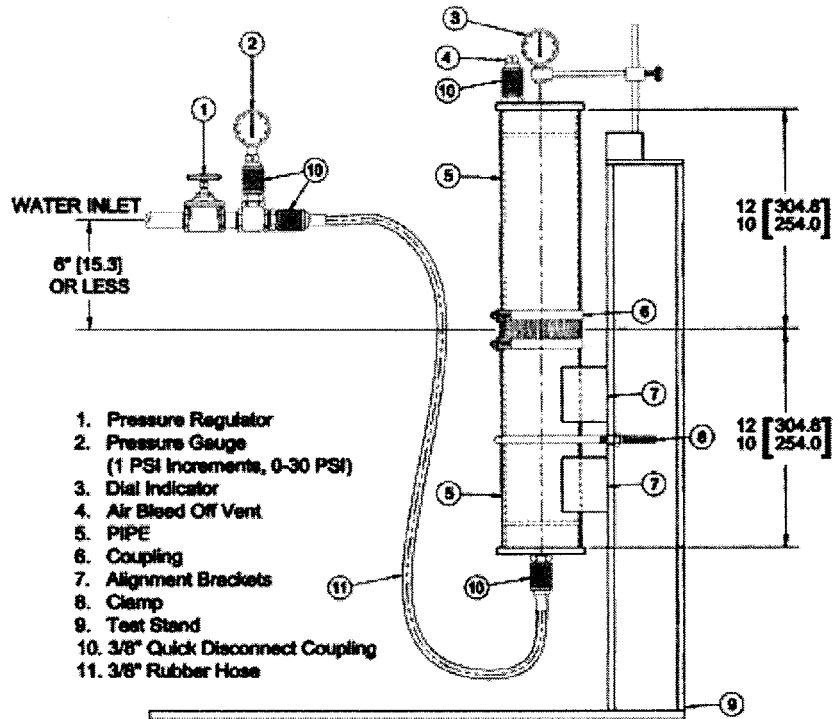 3
2
4
10
1
10
5
WATER INLET
12 [304.8]
10 [254.0]
6" [15.3]
OR LESS
6
7
12 [304.8]
10 [254.0]
8
1. Pressure Regulator
2. Pressure Gauge
(1 PSI Increments, 0-30 PSI)
3. Dial Indicator
4. Air Bleed Off Vent
5. PIPE
6. Coupling
7. Alignment Brackets
8. Clamp
9. Test Stand
10. 3/8" Quick Disconnect Coupling
11. 3/8" Rubber Hose
5
7
11
10
9